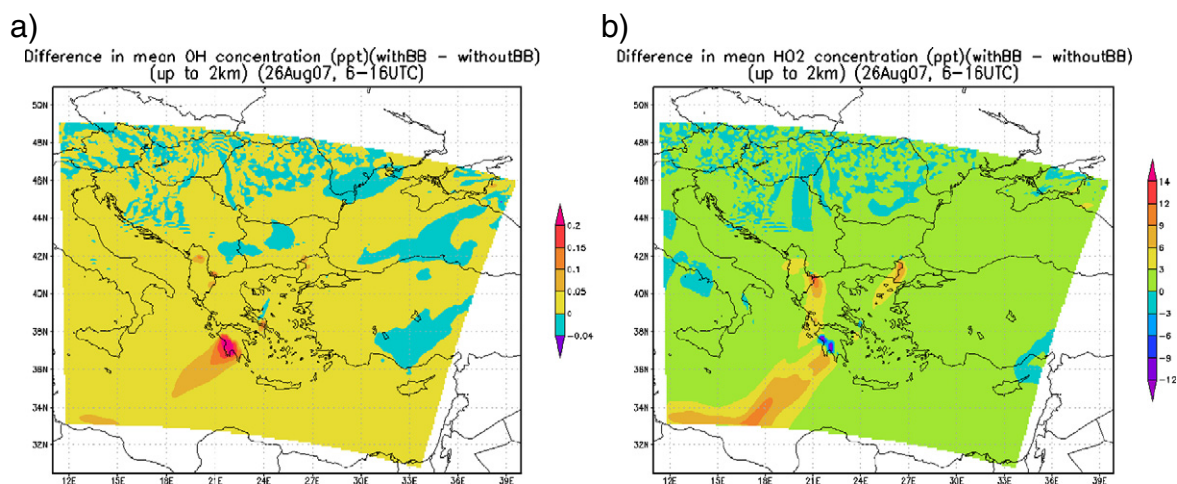 a)
Difference in mean OH concentration (ppt)(withBB - withoutBB)
(up to 2km) (26Aug07, 6-16UTC)
50N
48N
46N
44N
42N
40N
38N
36N
34N
32N
12E 15E 18E 21E 24E 27E 30E 33E 36E 39E
0.2
0.15
0.1
0.05
0
-0.04
b)
Difference in mean HO2 concentration (ppt)(withBB - withoutBB)
(up to 2km) (26Aug07, 6-16UTC)
50N
48N
46N
44N
42N
40N
38N
36N
34N
32N
12E 15E 18E 21E 24E 27E 30E 33E 36E 39E
14
12
9
6
3
0
-3
-6
-9
-12